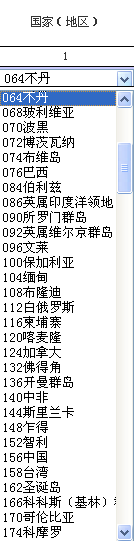 国家（地区）
1
064不丹
064不丹
068玻利维亚
070波黑
072博茨瓦纳
074布维岛
076巴西
084伯利兹
086英属印度洋领地
090所罗门群岛
092英属维尔京群岛
096文莱
100保加利亚
104缅甸
108布隆迪
112白俄罗斯
116柬埔寨
120喀麦隆
124加拿大
132佛得角
136开曼群岛
140中非
144斯里兰卡
148乍得
152智利
156中国
158台湾
162圣诞岛
166科科斯（基林）
170哥伦比亚
174科摩罗